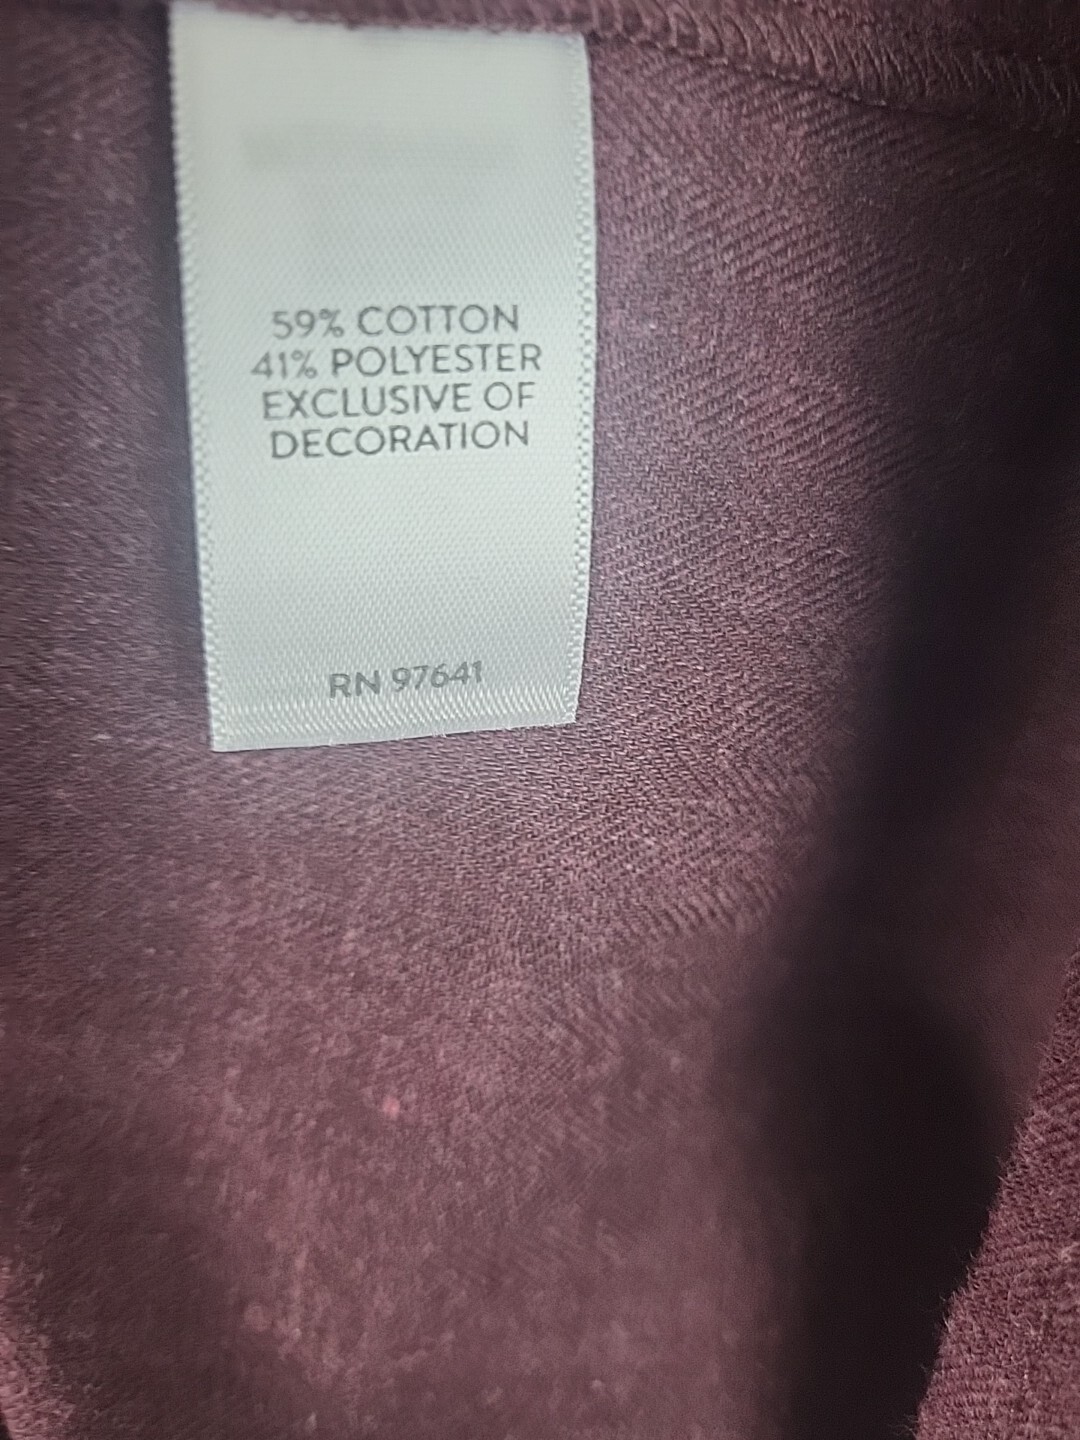 59% COTTON
41% POLYESTER
EXCLUSIVE OF
DECORATION
RN 97641